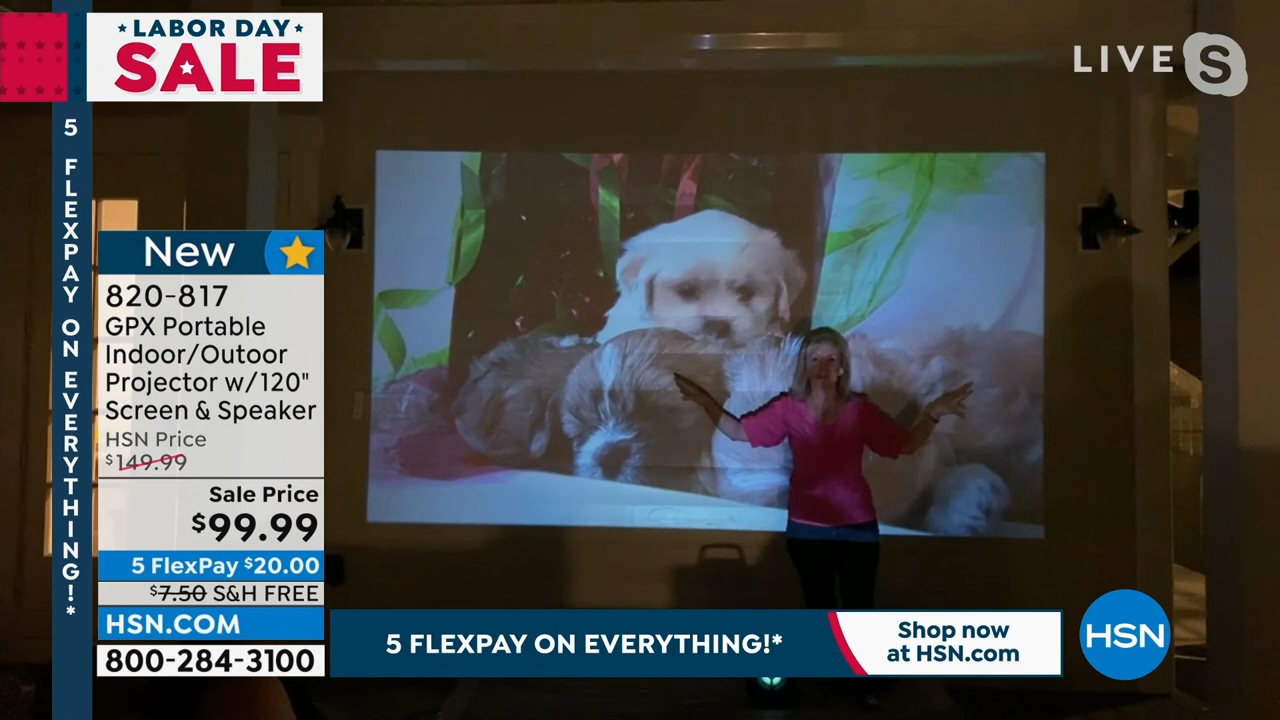 LABOR DAY
SALE
LIVE S
5 FLEXPAY ON EVERYTHING!*
New
820-817
GPX Portable
Indoor/Outoor
Projector w/120"
Screen & Speaker
HSN Price
$149.99
Sale Price
$99.99
5 FlexPay $20.00
$7.50 S&H FREE
HSN.COM
800-284-3100
5 FLEXPAY ON EVERYTHING!*
Shop now
at HSN.com
HSN